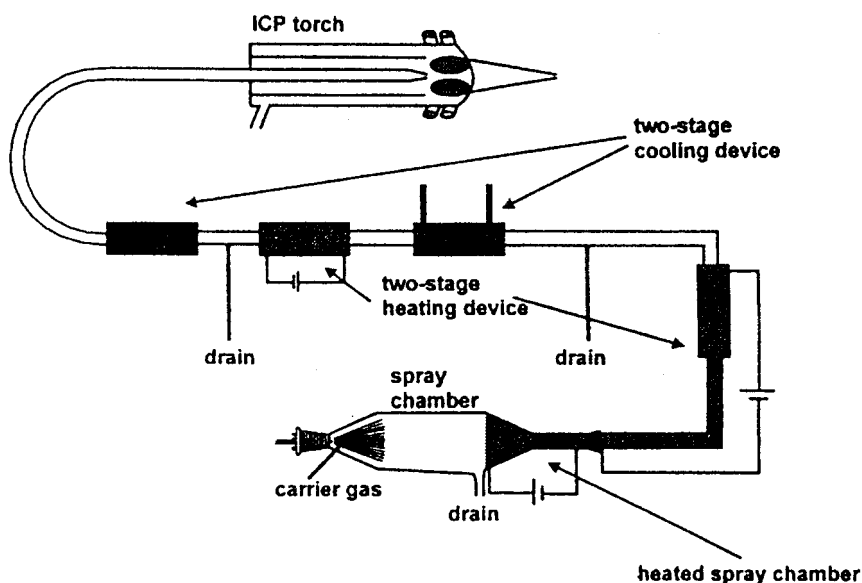 ICP torch
two-stage
cooling device
two-stage
heating device
drain
drain
spray
chamber
carrier gas
drain
heated spray chamber